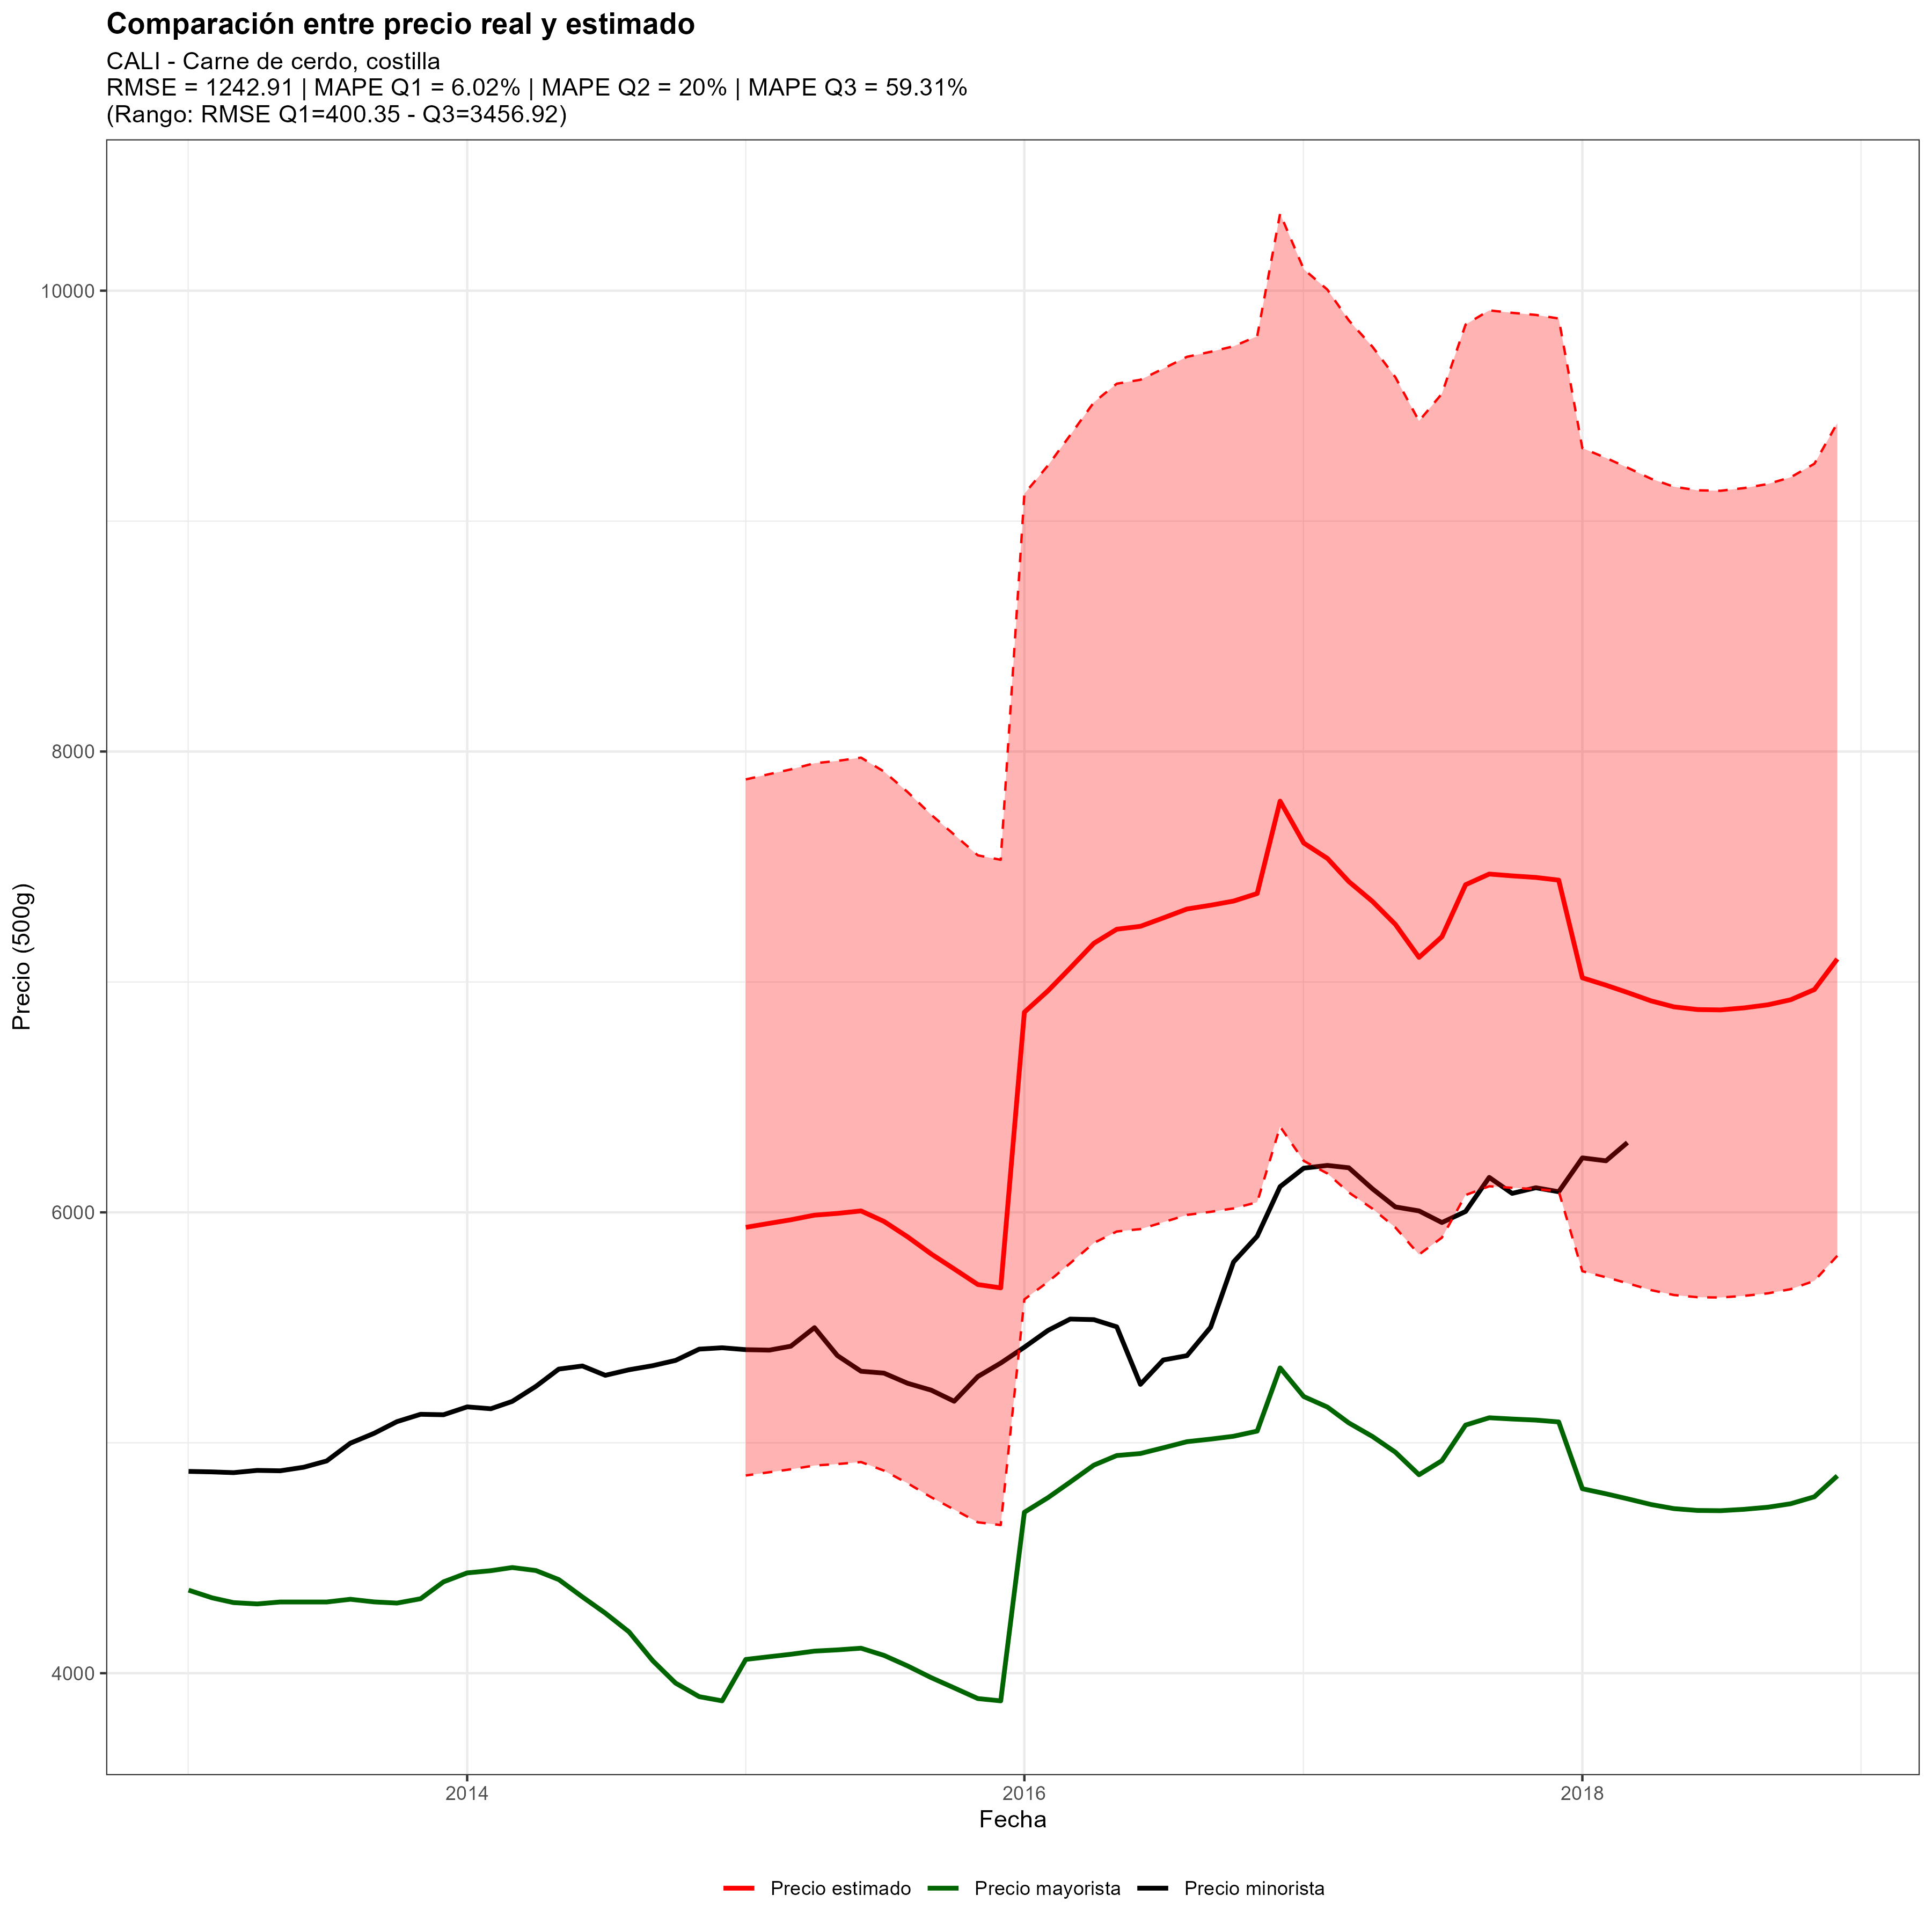 Comparación entre precio real y estimado
CALI - Carne de cerdo, costilla
RMSE = 1242.91 | MAPE Q1 = 6.02% | MAPE Q2 = 20% | MAPE Q3 = 59.31%
(Rango: RMSE Q1=400.35 - Q3=3456.92)
Precio (500g)
10000
8000
6000
4000
2014
2016
2018
Fecha
Precio estimado
Precio mayorista
Precio minorista